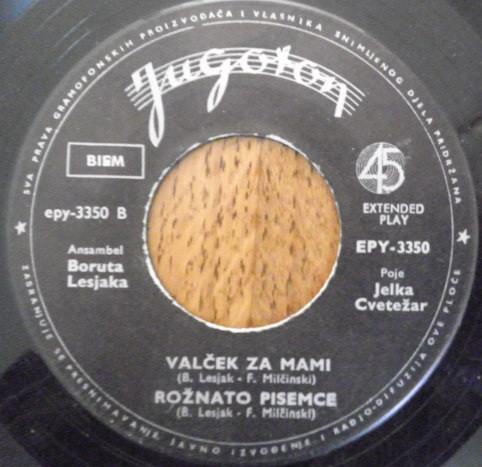 ★ SVA PRAVA GRAMOFONSKIH PROIZVOĐAČA I VLASNIKA SNIMLJENOG DJELA PRIDRŽANA ★
Jugoton
BIEM
45
EXTENDED
PLAY
epy-3350 B
EPY-3350
Ansambel
Boruta
Lesjaka
Poje
Jelka
Cvetežar
VALČEK ZA MAMI
(B. Lesjak - F. Milčinski)
ROŽNATO PISEMCE
(B. Lesjak - F. Milčinski)
ZABRANJUJE SE PRESNIMAVANJE, JAVNO IZVOĐENJE I RADIO-DIFUZIJA OVE PLOČE